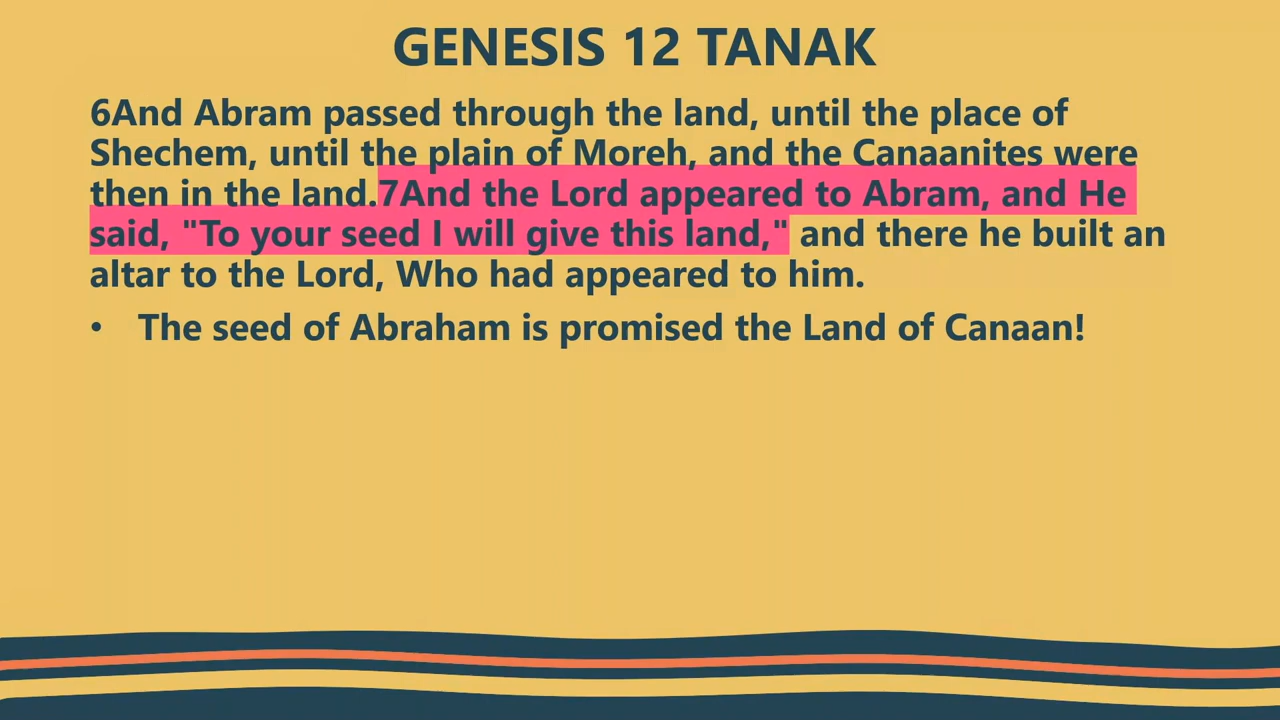 GENESIS 12 TANAK
6And Abram passed through the land, until the place of
Shechem, until the plain of Moreh, and the Canaanites were
then in the land.7And the Lord appeared to Abram, and He
said, "To your seed I will give this land," and there he built an
altar to the Lord, Who had appeared to him.
• The seed of Abraham is promised the Land of Canaan!